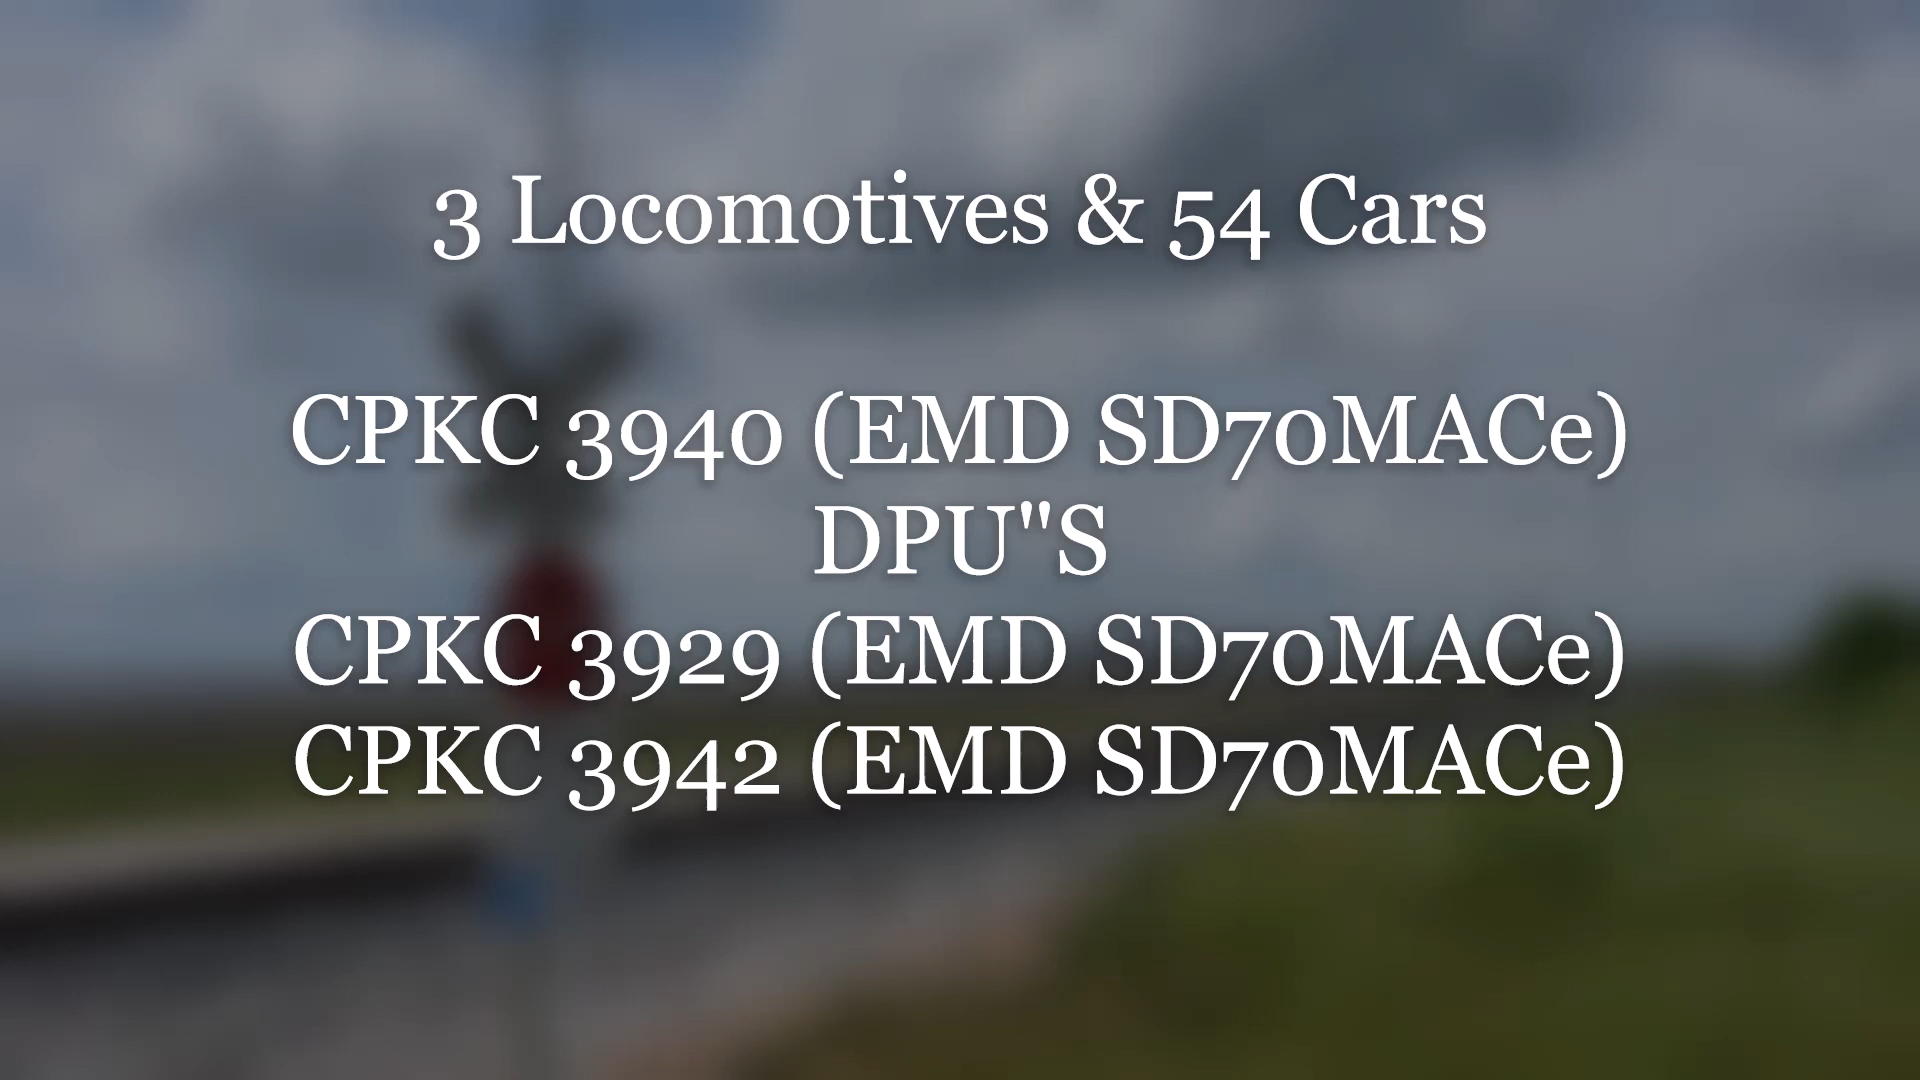 3 Locomotives & 54 Cars
CPKC 3940 (EMD SD70MACe)
DPU"S
CPKC 3929 (EMD SD70MACe)
CPKC 3942 (EMD SD70MACe)